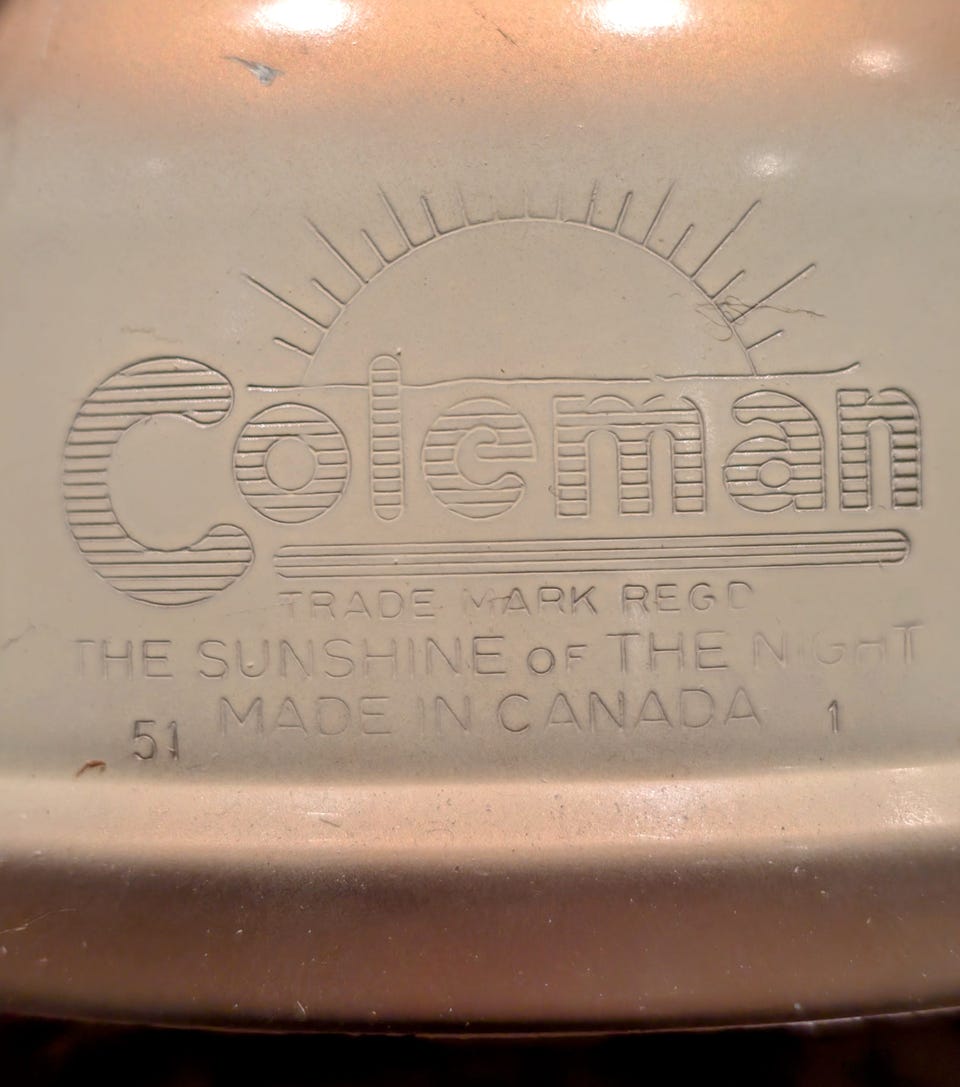 Coleman
TRADE MARK REGD
THE SUNSHINE OF THE NIGHT
MADE IN CANADA
51 1